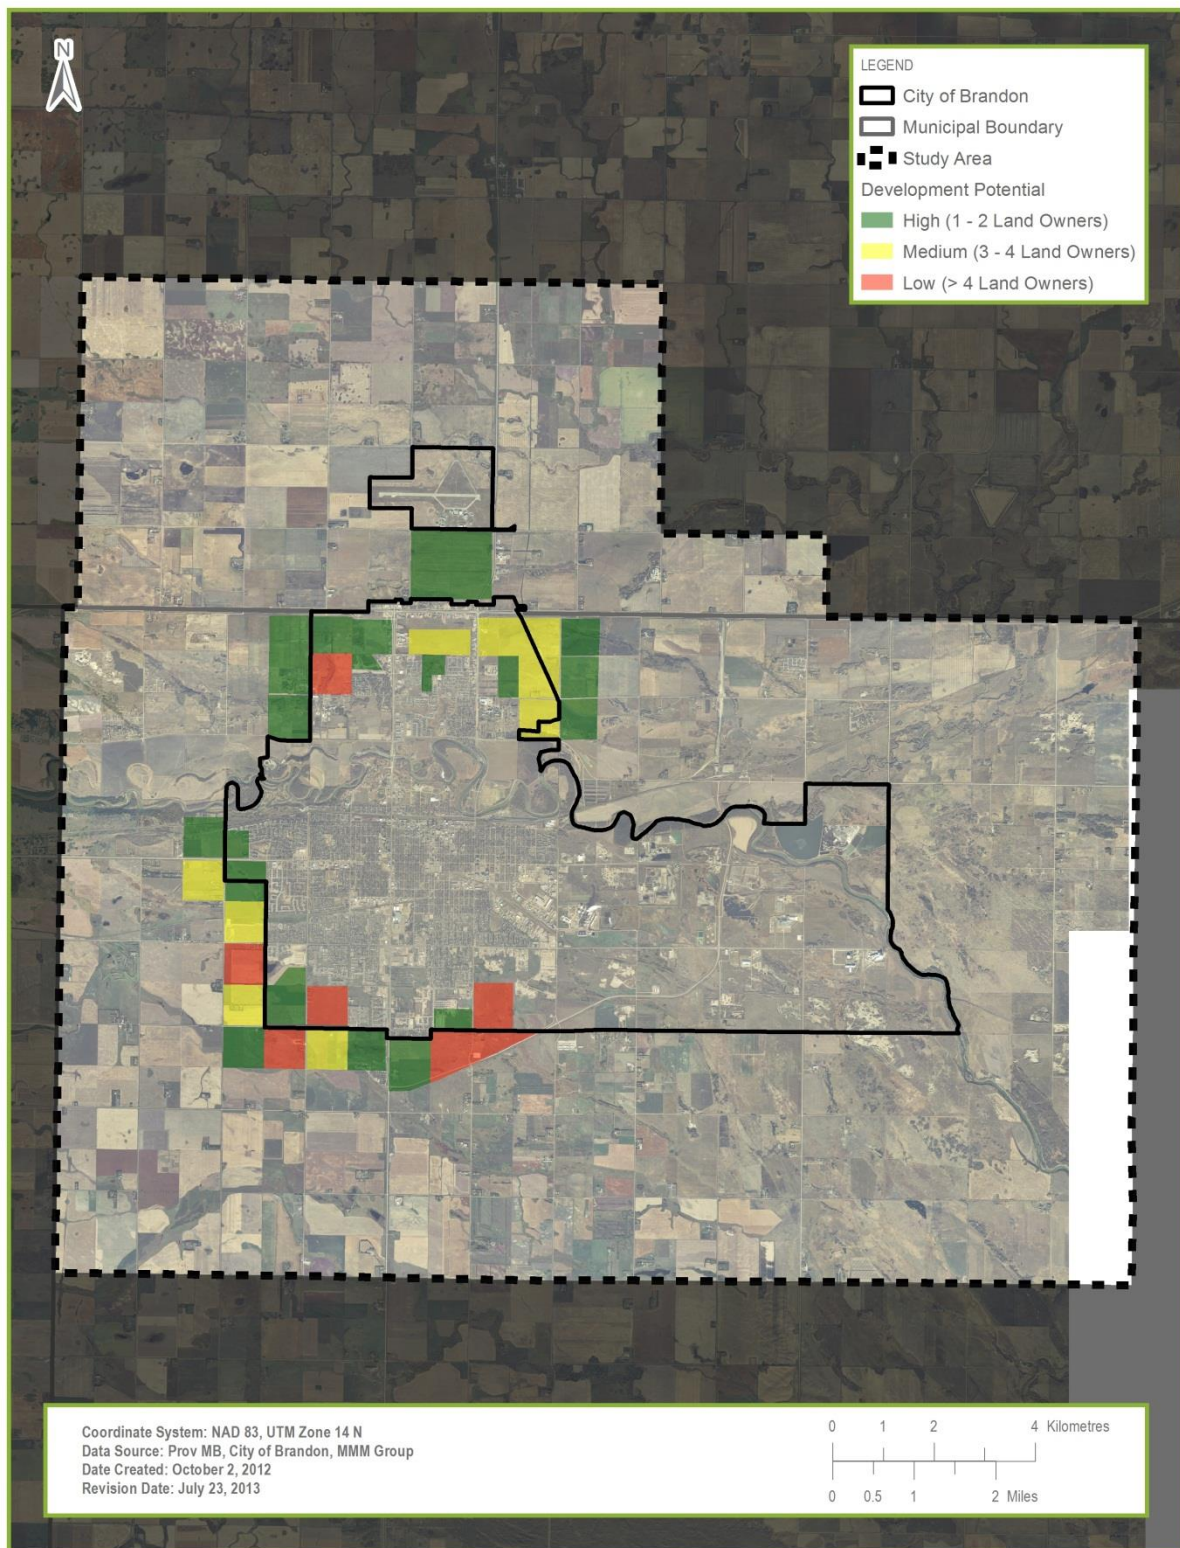 N
LEGEND
City of Brandon
Municipal Boundary
Study Area
Development Potential
High (1 - 2 Land Owners)
Medium (3 - 4 Land Owners)
Low (> 4 Land Owners)
Coordinate System: NAD 83, UTM Zone 14 N
Data Source: Prov MB, City of Brandon, MMM Group
Date Created: October 2, 2012
Revision Date: July 23, 2013
0 1 2 4 Kilometres
0 0.5 1 2 Miles